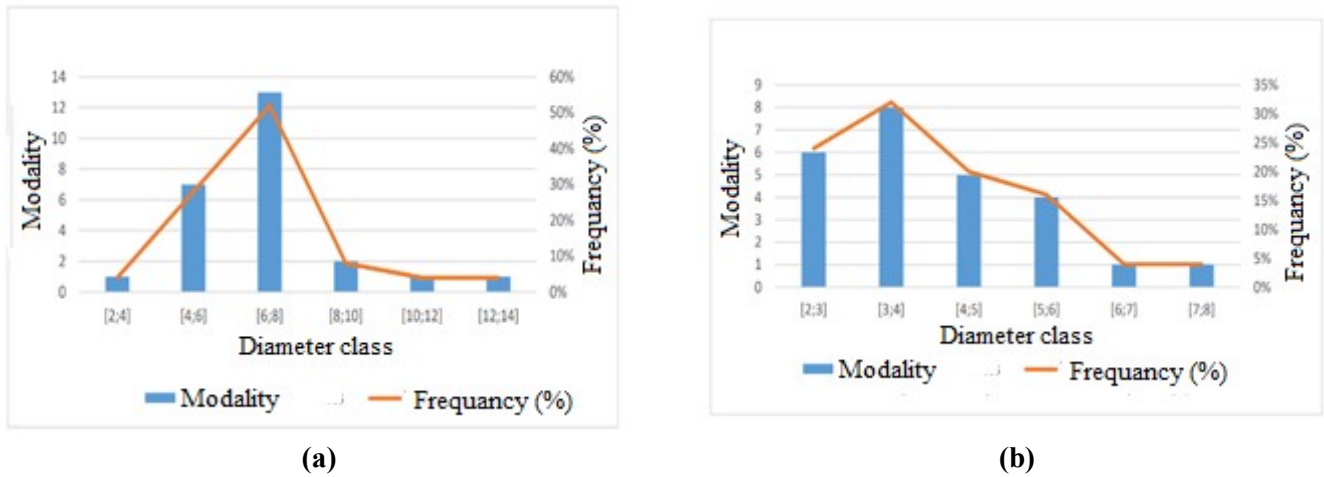 14
12
10
8
6
4
2
0
60%
50%
40%
30%
20%
10%
0%
Modality
Frequancy (%)
[2;4] [4;6] [6;8] [8;10] [10;12] [12;14]
Diameter class
Modality Frequancy (%)
(a)
9
8
7
6
5
4
3
2
1
0
35%
30%
25%
20%
15%
10%
5%
0%
Modality
Frequancy (%)
[2;3] [3;4] [4;5] [5;6] [6;7] [7;8]
Diameter class
Modality Frequancy (%)
(b)